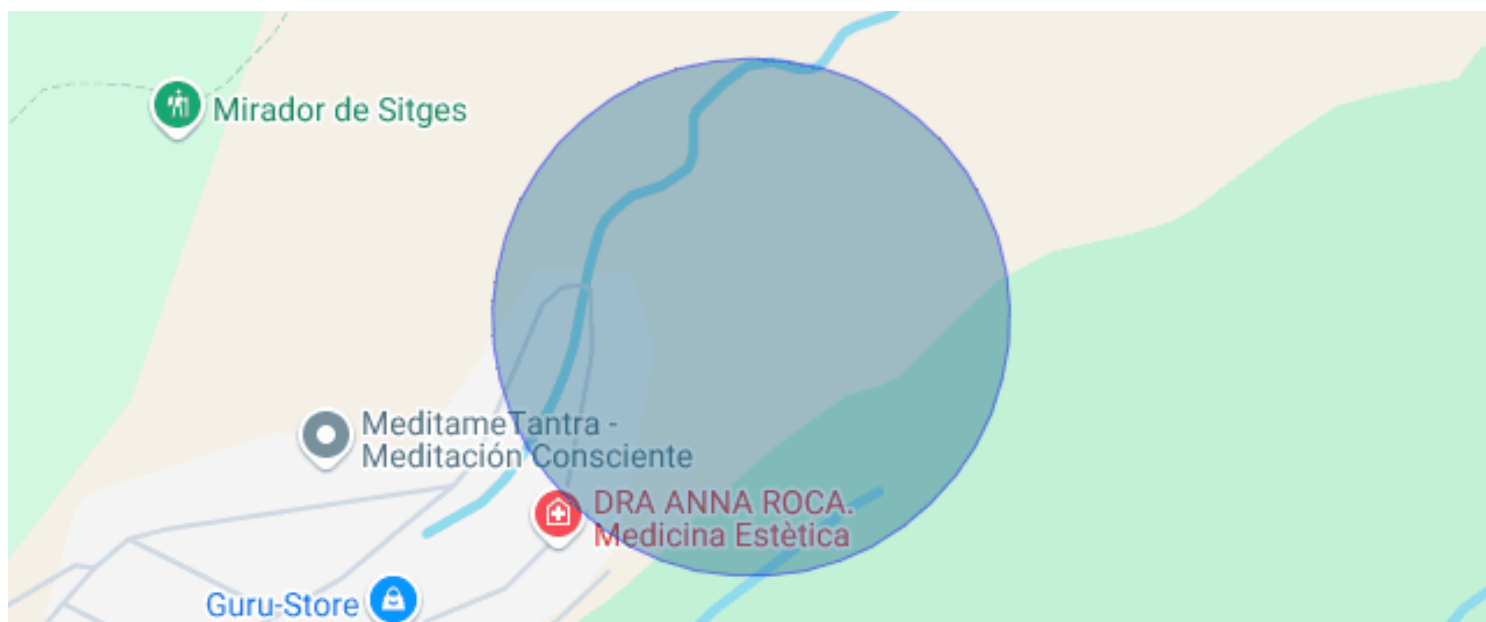 Mirador de Sitges
MeditameTantra -
Meditación Consciente
DRA ANNA ROCA.
Medicina Estètica
Guru-Store